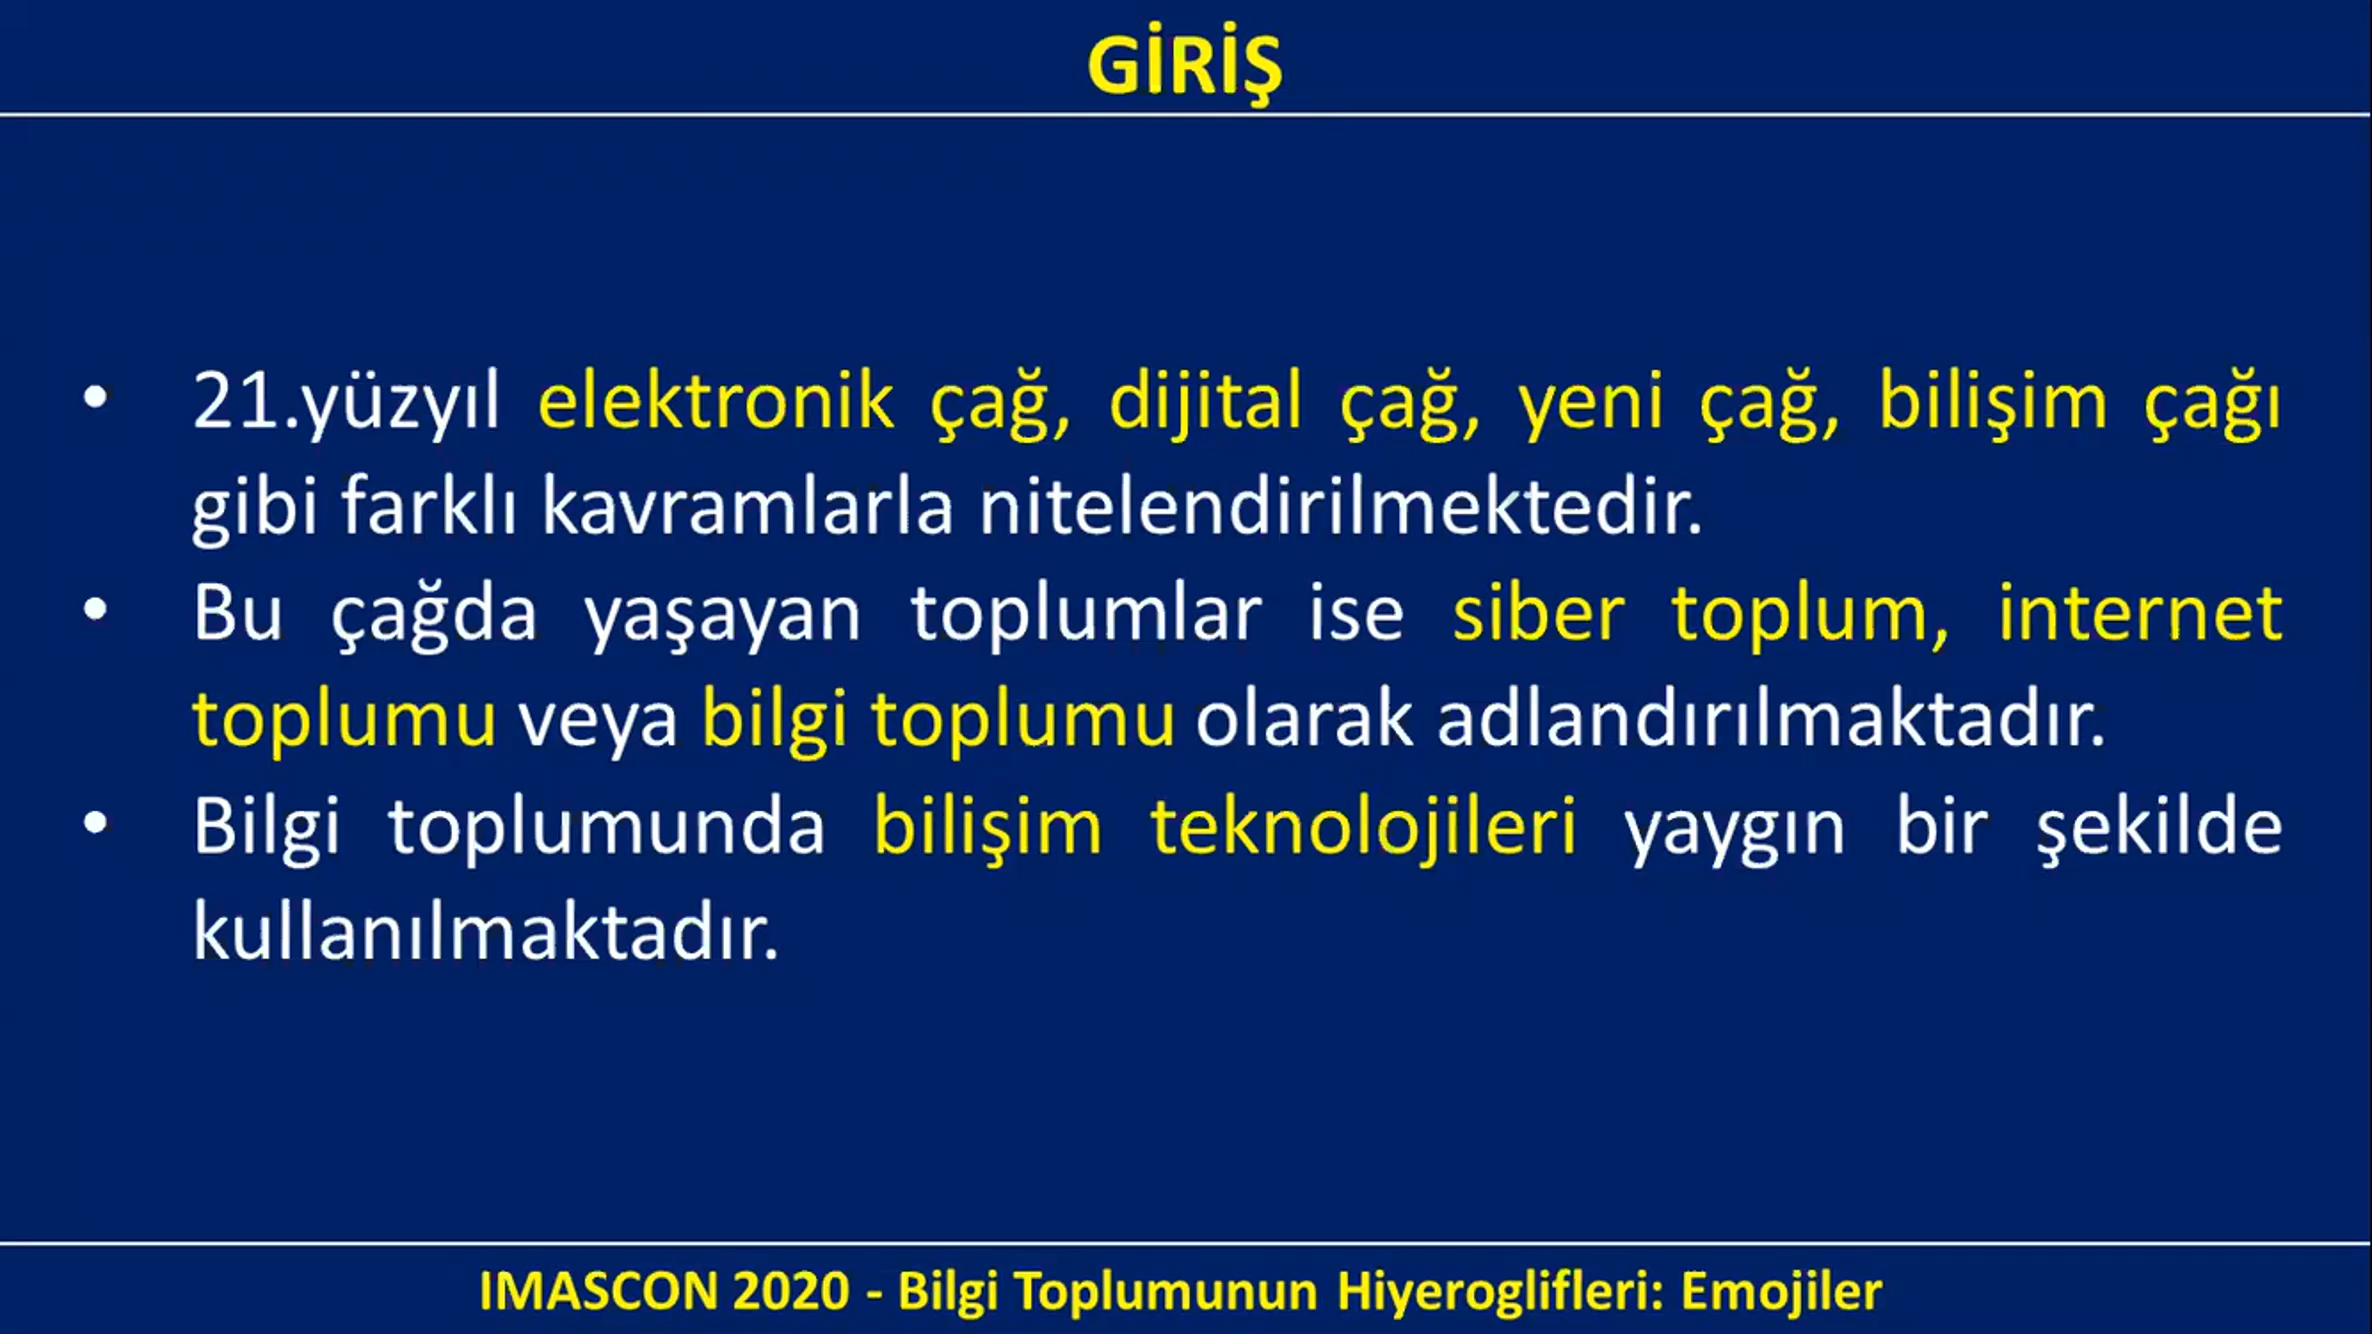 GİRİŞ
• 21.yüzyıl elektronik çağ, dijital çağ, yeni çağ, bilişim çağı
gibi farklı kavramlarla nitelendirilmektedir.
• Bu çağda yaşayan toplumlar ise siber toplum, internet
toplumu veya bilgi toplumu olarak adlandırılmaktadır.
• Bilgi toplumunda bilişim teknolojileri yaygın bir şekilde
kullanılmaktadır.
IMASCON 2020 - Bilgi Toplumunun Hiyeroglifleri: Emojiler